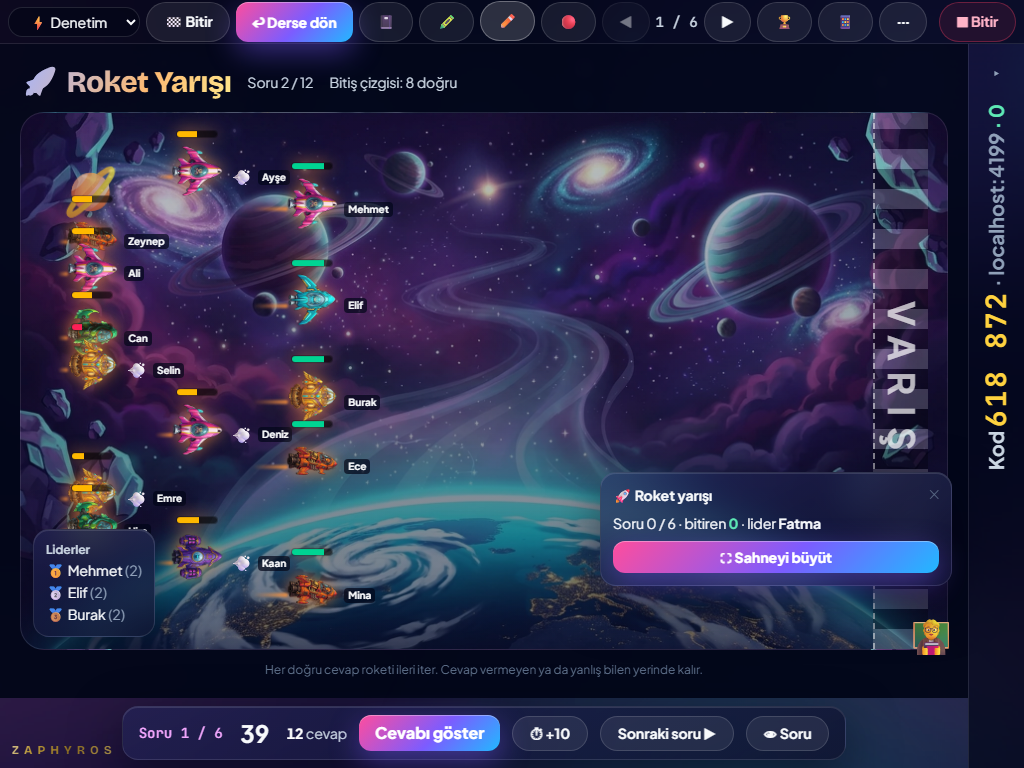 Denetim
Bitir
Derse dön
1 / 6
Bitir
Roket Yarışı
Soru 2 / 12
Bitiş çizgisi: 8 doğru
Ayşe
Mehmet
Zeynep
Ali
Elif
Can
Selin
Burak
Deniz
Ece
Emre
Kaan
Mina
VARIŞ
Liderler
Mehmet (2)
Elif (2)
Burak (2)
Roket yarışı
Soru 0 / 6 · bitiren 0 · lider Fatma
Sahneyi büyüt
Her doğru cevap roketi ileri iter. Cevap vermeyen ya da yanlış bilen yerinde kalır.
Kod 618 872 · localhost:4199 · 0
ZAPHYROS
Soru 1 / 6
39
12 cevap
Cevabı göster
+10
Sonraki soru
Soru